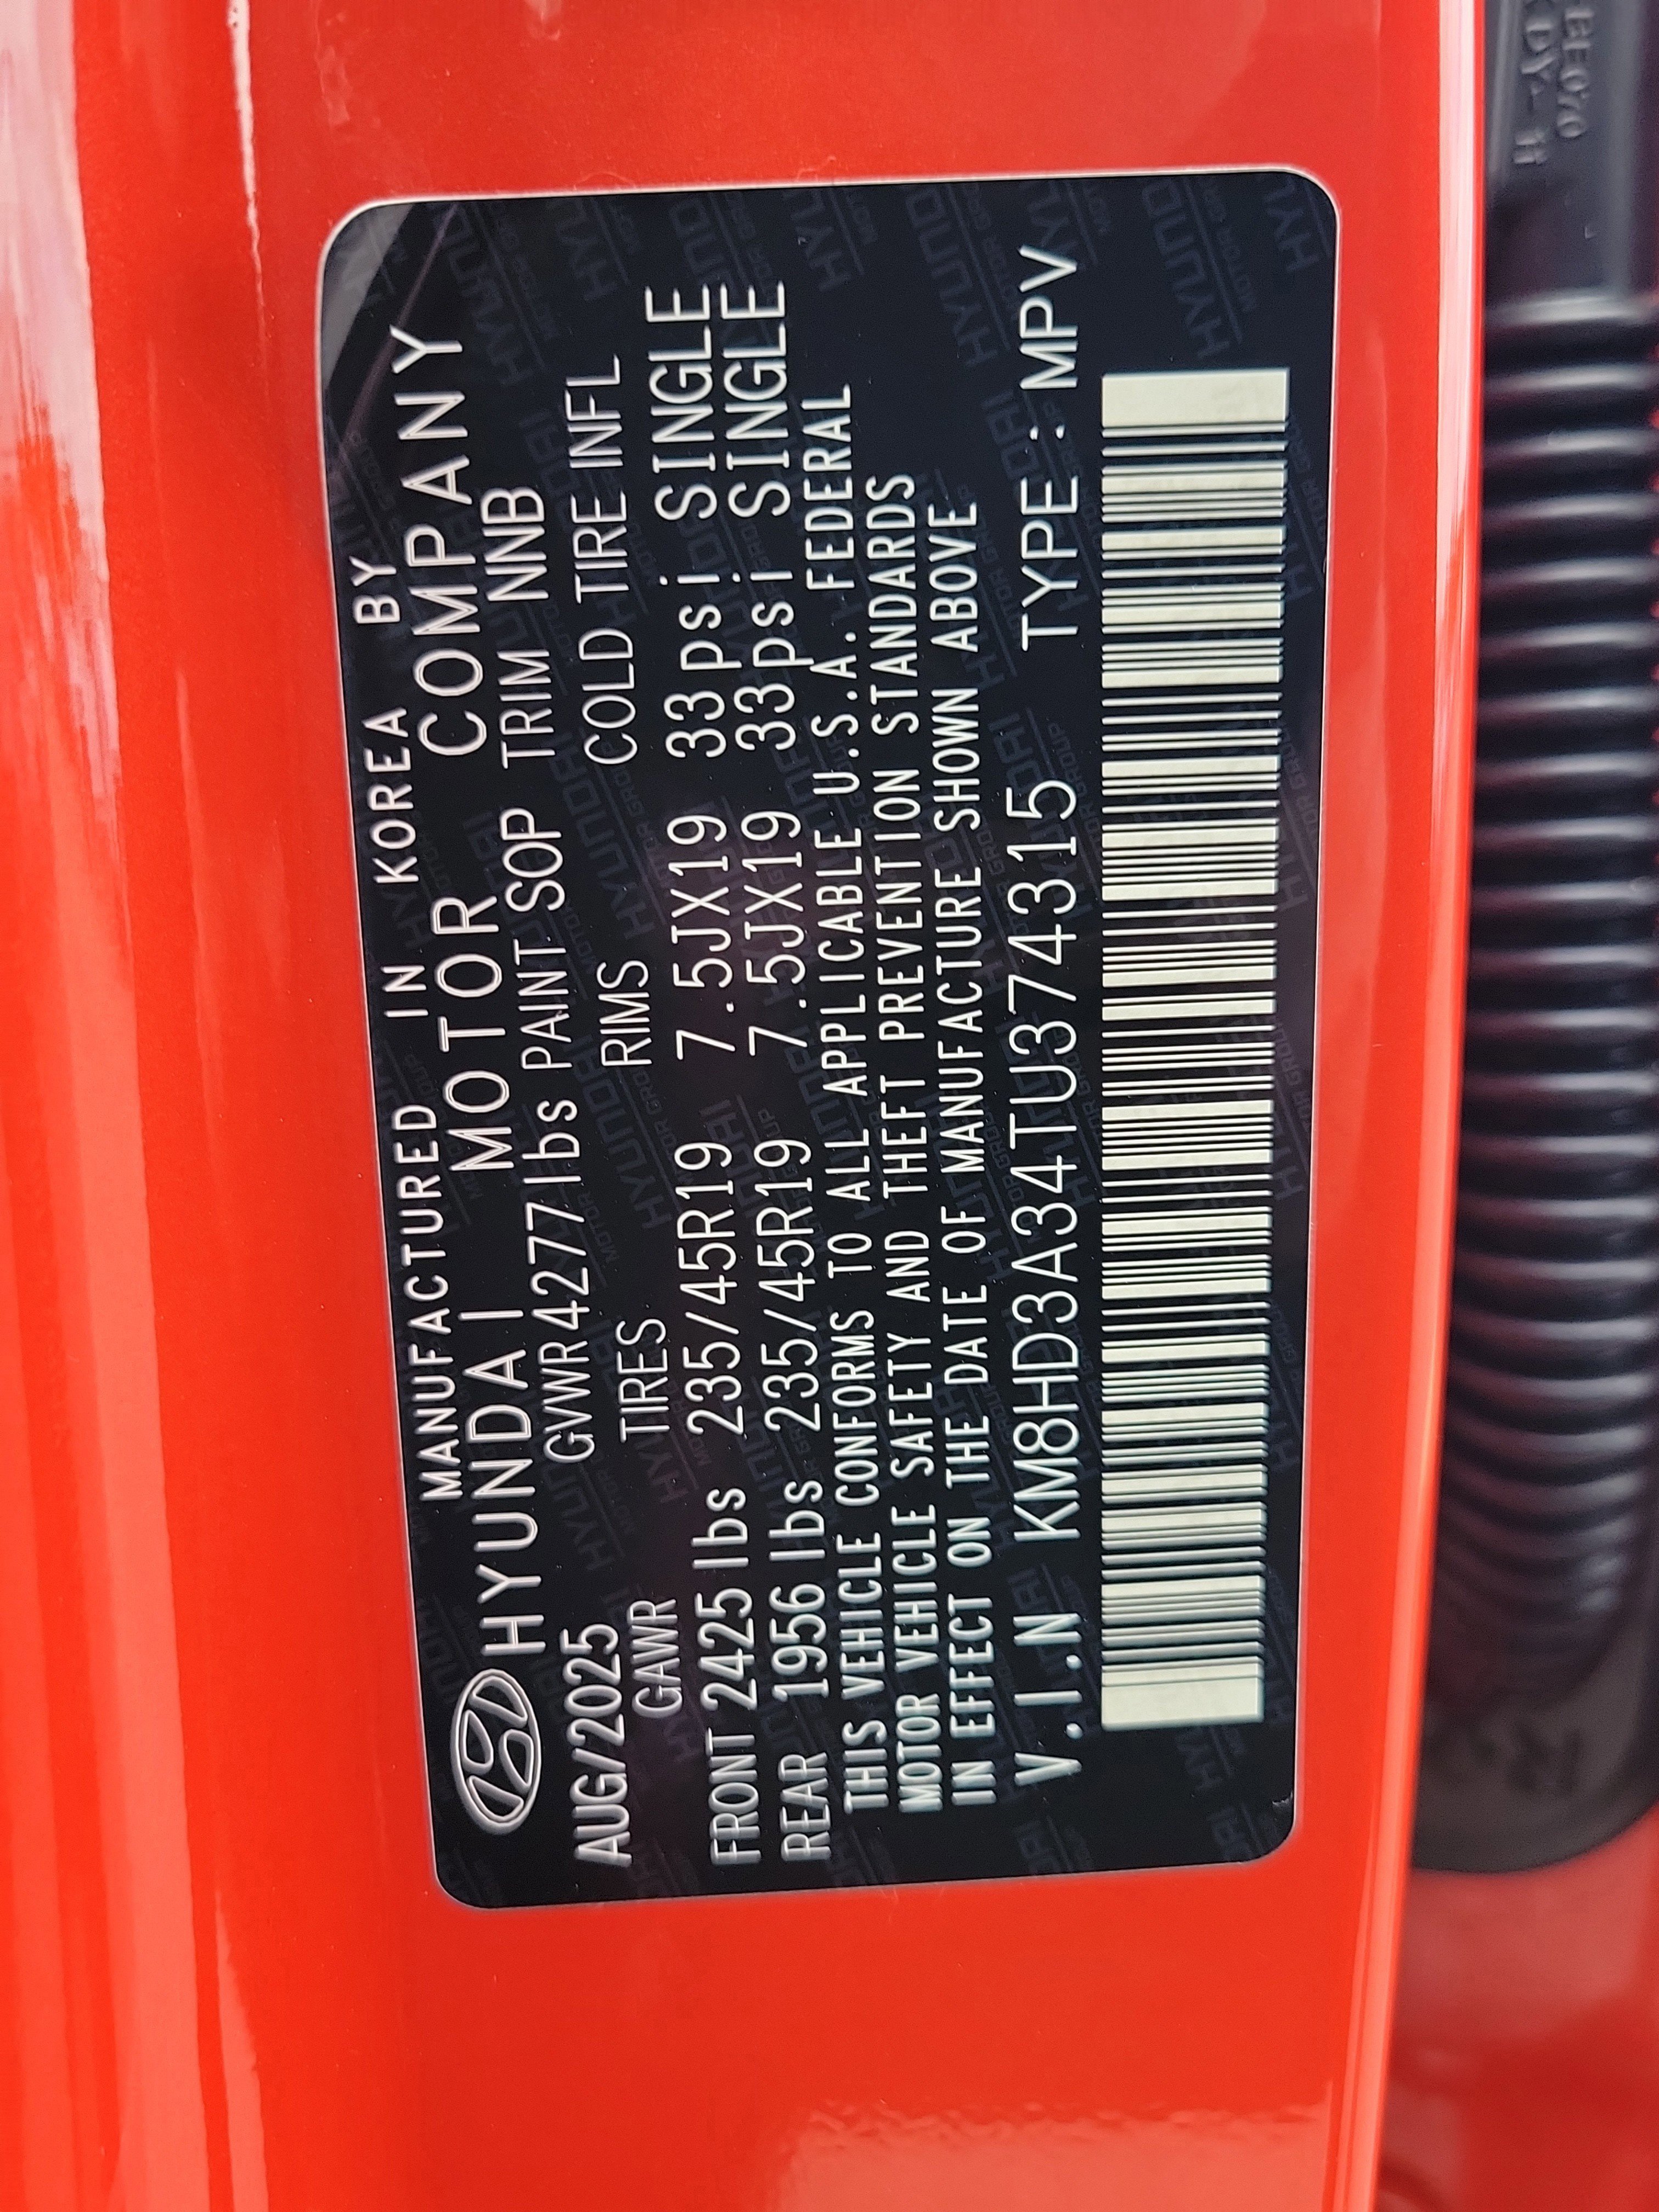 MANUFACTURED IN KOREA BY
HYUNDAI MOTOR COMPANY
AUG/2025 GVWR 4277 lbs PAINT SOP TRIM NNB
GAWR TIRES RIMS COLD TIRE INFL
FRONT 2425 lbs 235/45R19 7.5JX19 33psi SINGLE
REAR 1956 lbs 235/45R19 7.5JX19 33psi SINGLE
THIS VEHICLE CONFORMS TO ALL APPLICABLE U.S.A. FEDERAL
MOTOR VEHICLE SAFETY AND THEFT PREVENTION STANDARDS
IN EFFECT ON THE DATE OF MANUFACTURE SHOWN ABOVE
V.I.N KM8HD3A34TU374315 TYPE: MPV